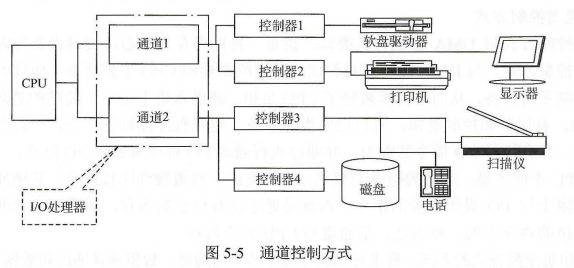 CPU
通道1
通道2
I/O处理器
控制器1
软盘驱动器
控制器2
打印机
控制器3
控制器4
磁盘
电话
显示器
扫描仪
图 5-5 通道控制方式